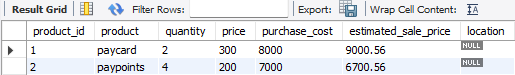 Result Grid Filter Rows: Export: Wrap Cell Content: IA
product_id product quantity price purchase_cost estimated_sale_price location
1 paycard 2 300 8000 9000.56 NULL
2 paypoints 4 200 7000 6700.56 NULL